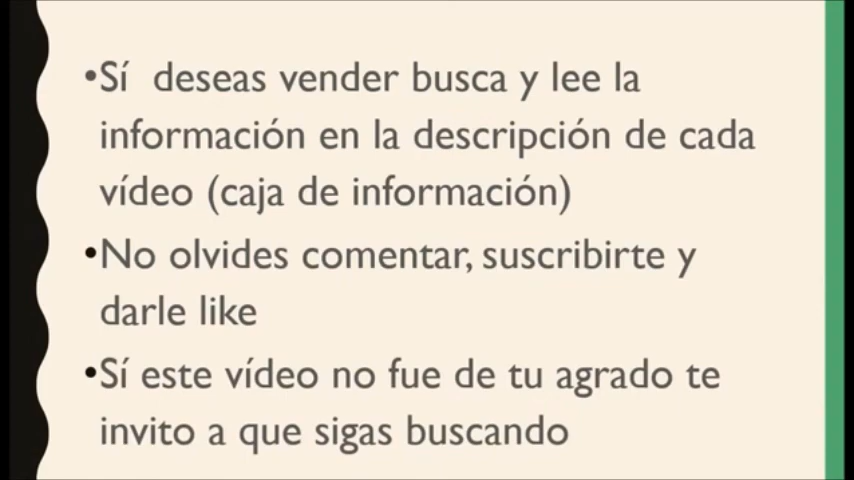 •Sí deseas vender busca y lee la
información en la descripción de cada
vídeo (caja de información)
•No olvides comentar, suscribirte y
darle like
•Sí este vídeo no fue de tu agrado te
invito a que sigas buscando